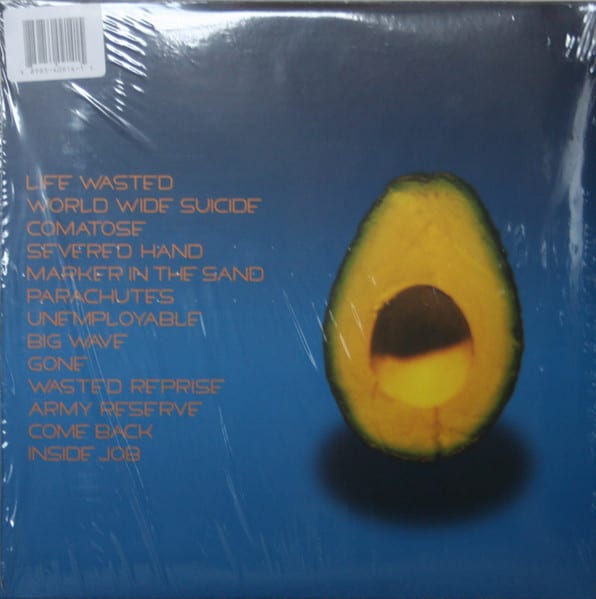 LIFE WASTED
WORLD WIDE SUICIDE
COMATOSE
SEVERED HAND
MARKER IN THE SAND
PARACHUTES
UNEMPLOYABLE
BIG WAVE
GONE
WASTED REPRISE
ARMY RESERVE
COME BACK
INSIDE JOB